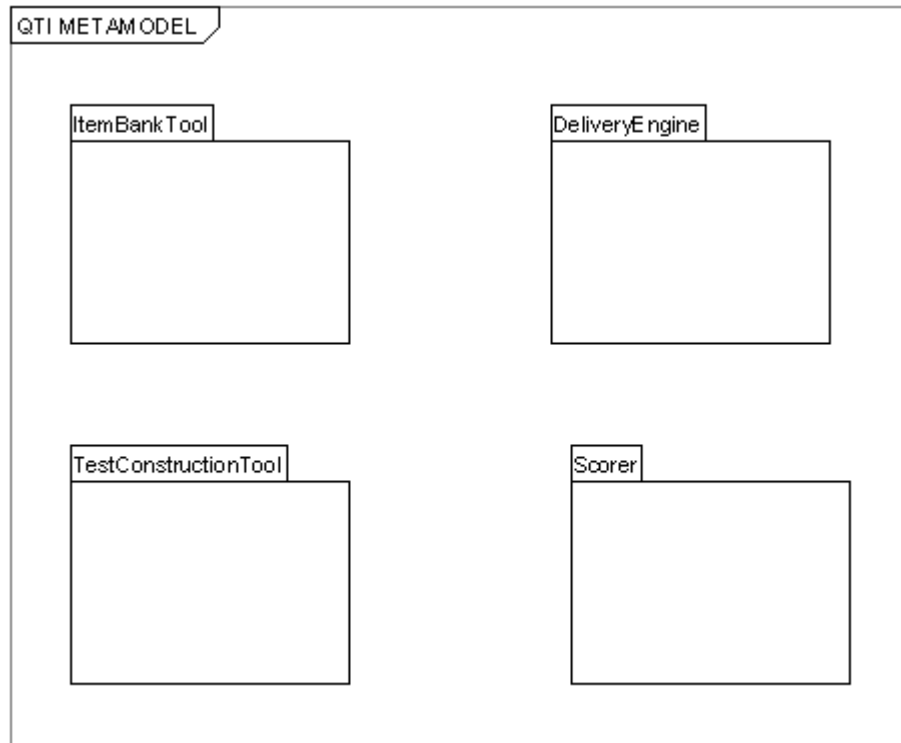 QTI METAMODEL
ItemBankTool
DeliveryEngine
TestConstructionTool
Scorer